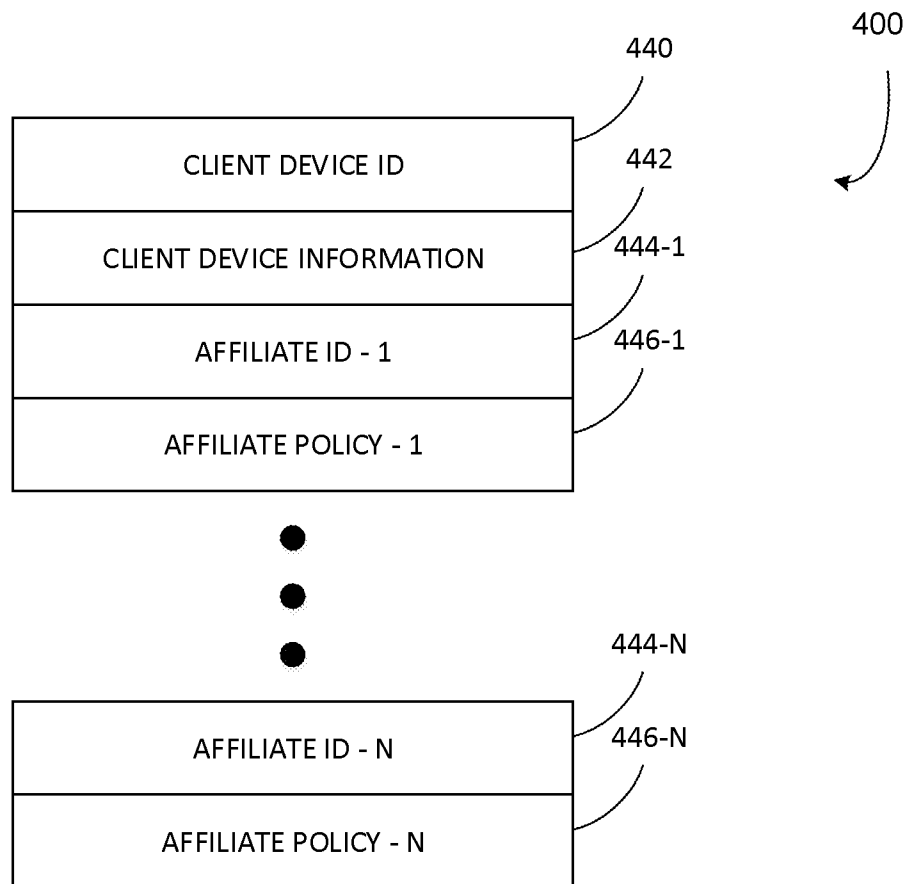 400
440
CLIENT DEVICE ID
442
CLIENT DEVICE INFORMATION
444-1
AFFILIATE ID - 1
446-1
AFFILIATE POLICY - 1
444-N
AFFILIATE ID - N
446-N
AFFILIATE POLICY - N